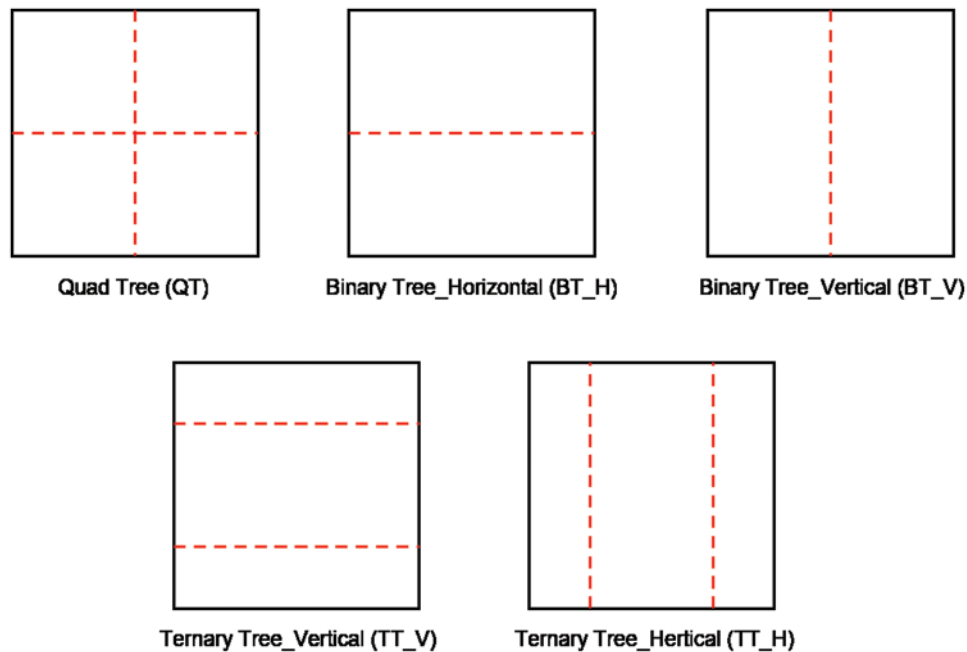 Quad Tree (QT)
Binary Tree_Horizontal (BT_H)
Binary Tree_Vertical (BT_V)
Ternary Tree_Vertical (TT_V)
Ternary Tree_Hertical (TT_H)